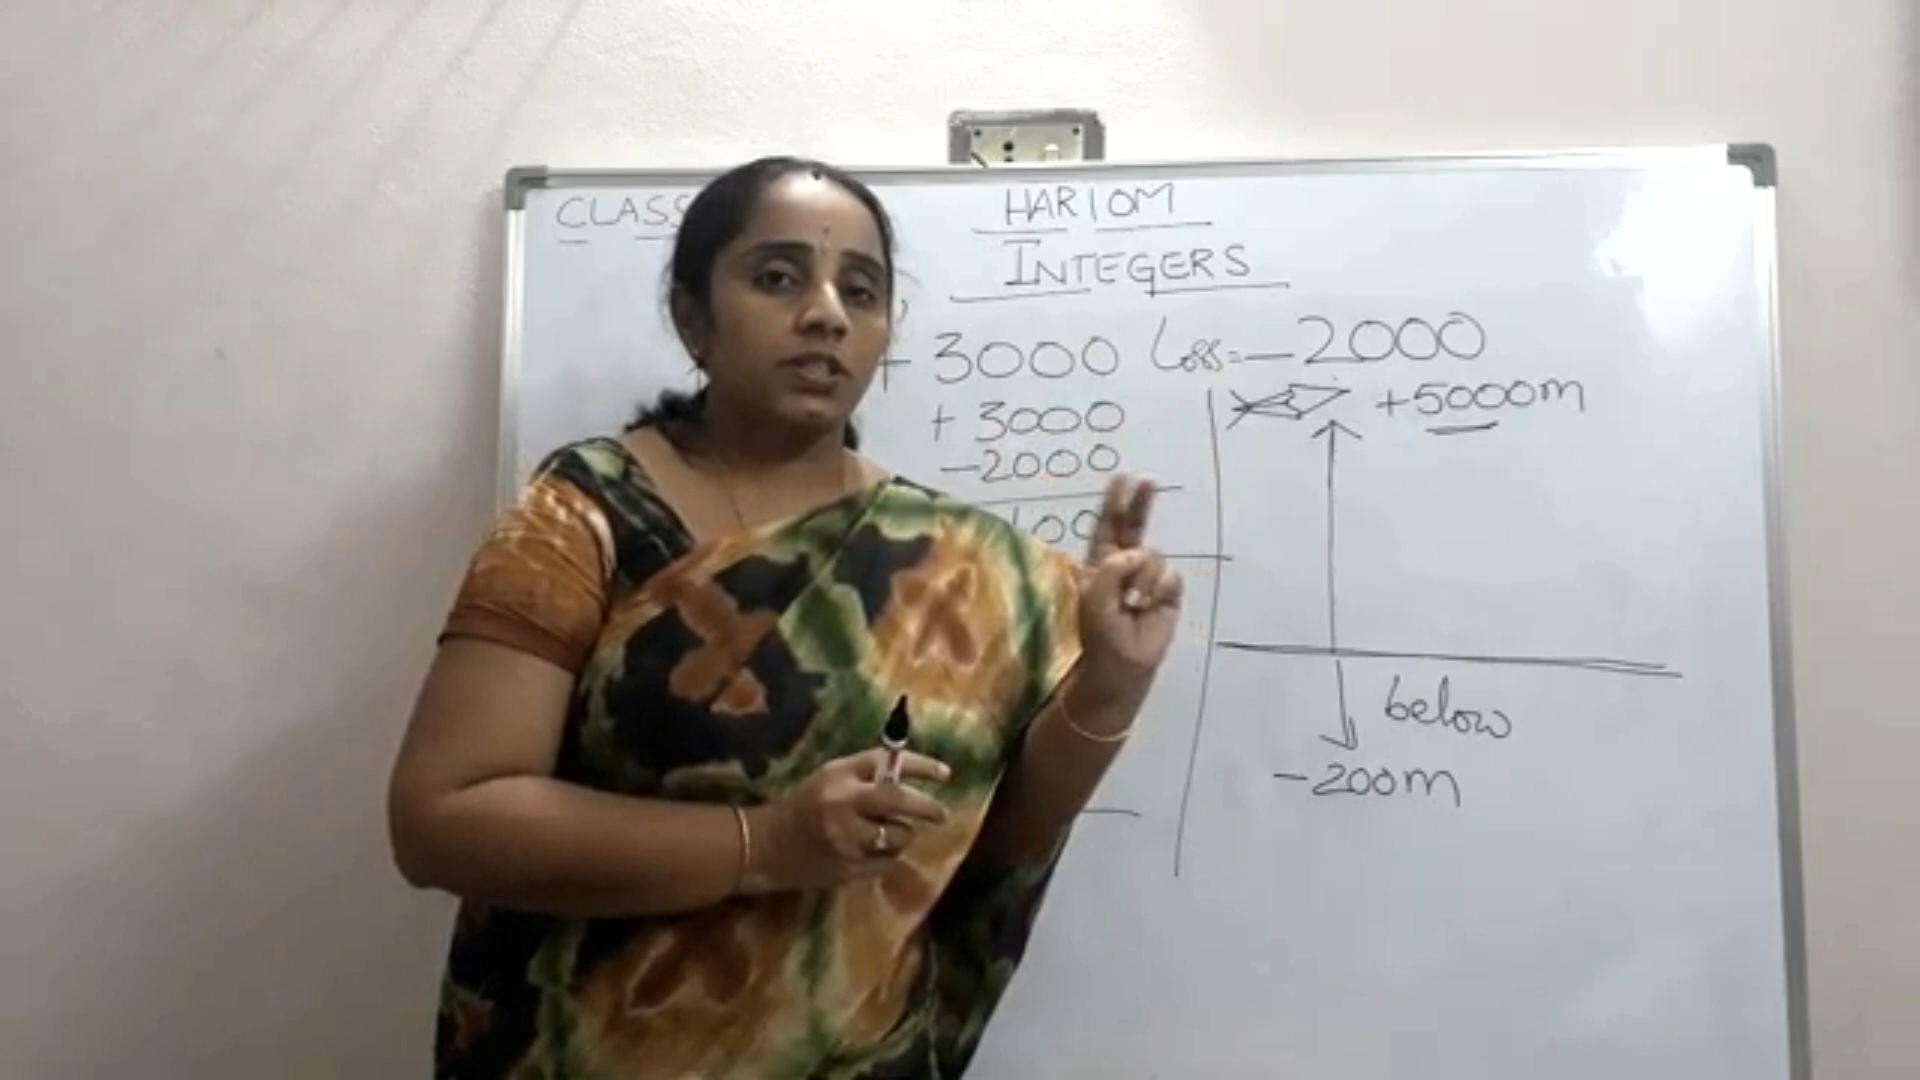 CLASS
HARIOM
INTEGERS
+ 3000 Loss = -2000
+ 3000
-2000
+5000m
below
-200m